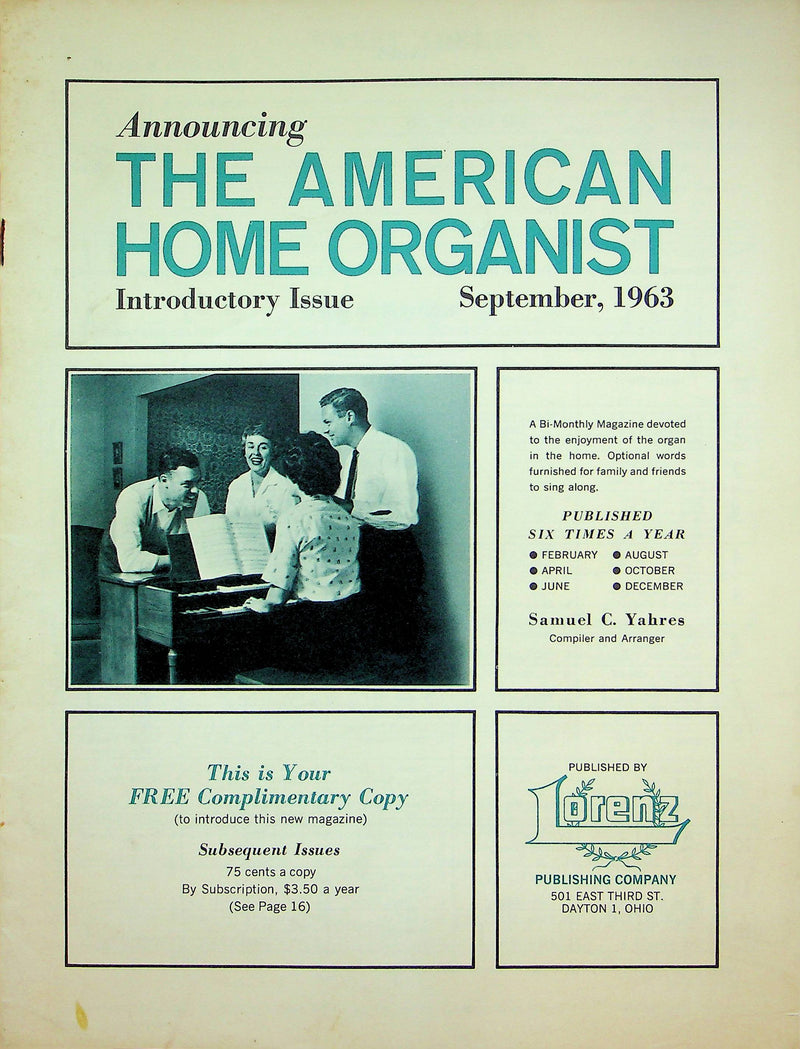 Announcing
THE AMERICAN
HOME ORGANIST
Introductory Issue September, 1963
A Bi-Monthly Magazine devoted
to the enjoyment of the organ
in the home. Optional words
furnished for family and friends
to sing along.
PUBLISHED
SIX TIMES A YEAR
● FEBRUARY ● AUGUST
● APRIL ● OCTOBER
● JUNE ● DECEMBER
Samuel C. Yahres
Compiler and Arranger
This is Your
FREE Complimentary Copy
(to introduce this new magazine)
Subsequent Issues
75 cents a copy
By Subscription, $3.50 a year
(See Page 16)
PUBLISHED BY
Lorenz
PUBLISHING COMPANY
501 EAST THIRD ST.
DAYTON 1, OHIO